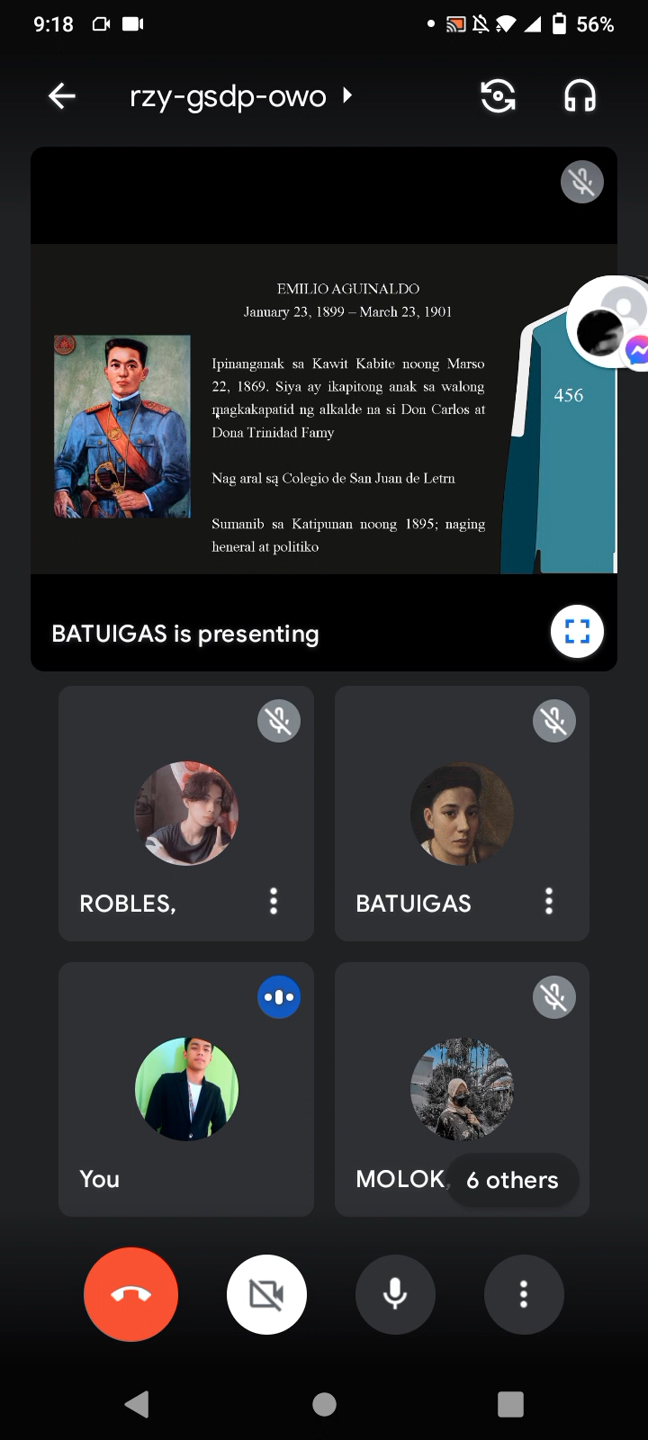 9:18
56%
rzy-gsdp-owo
EMILIO AGUINALDO
January 23, 1899 – March 23, 1901
Ipinanganak sa Kawit Kabite noong Marso
22, 1869. Siya ay ikapitong anak sa walong
magkakapatid ng alkalde na si Don Carlos at
Dona Trinidad Famy
Nag aral sa Colegio de San Juan de Letrn
Sumanib sa Katipunan noong 1895; naging
heneral at politiko
456
BATUIGAS is presenting
ROBLES,
BATUIGAS
You
MOLOK,
6 others